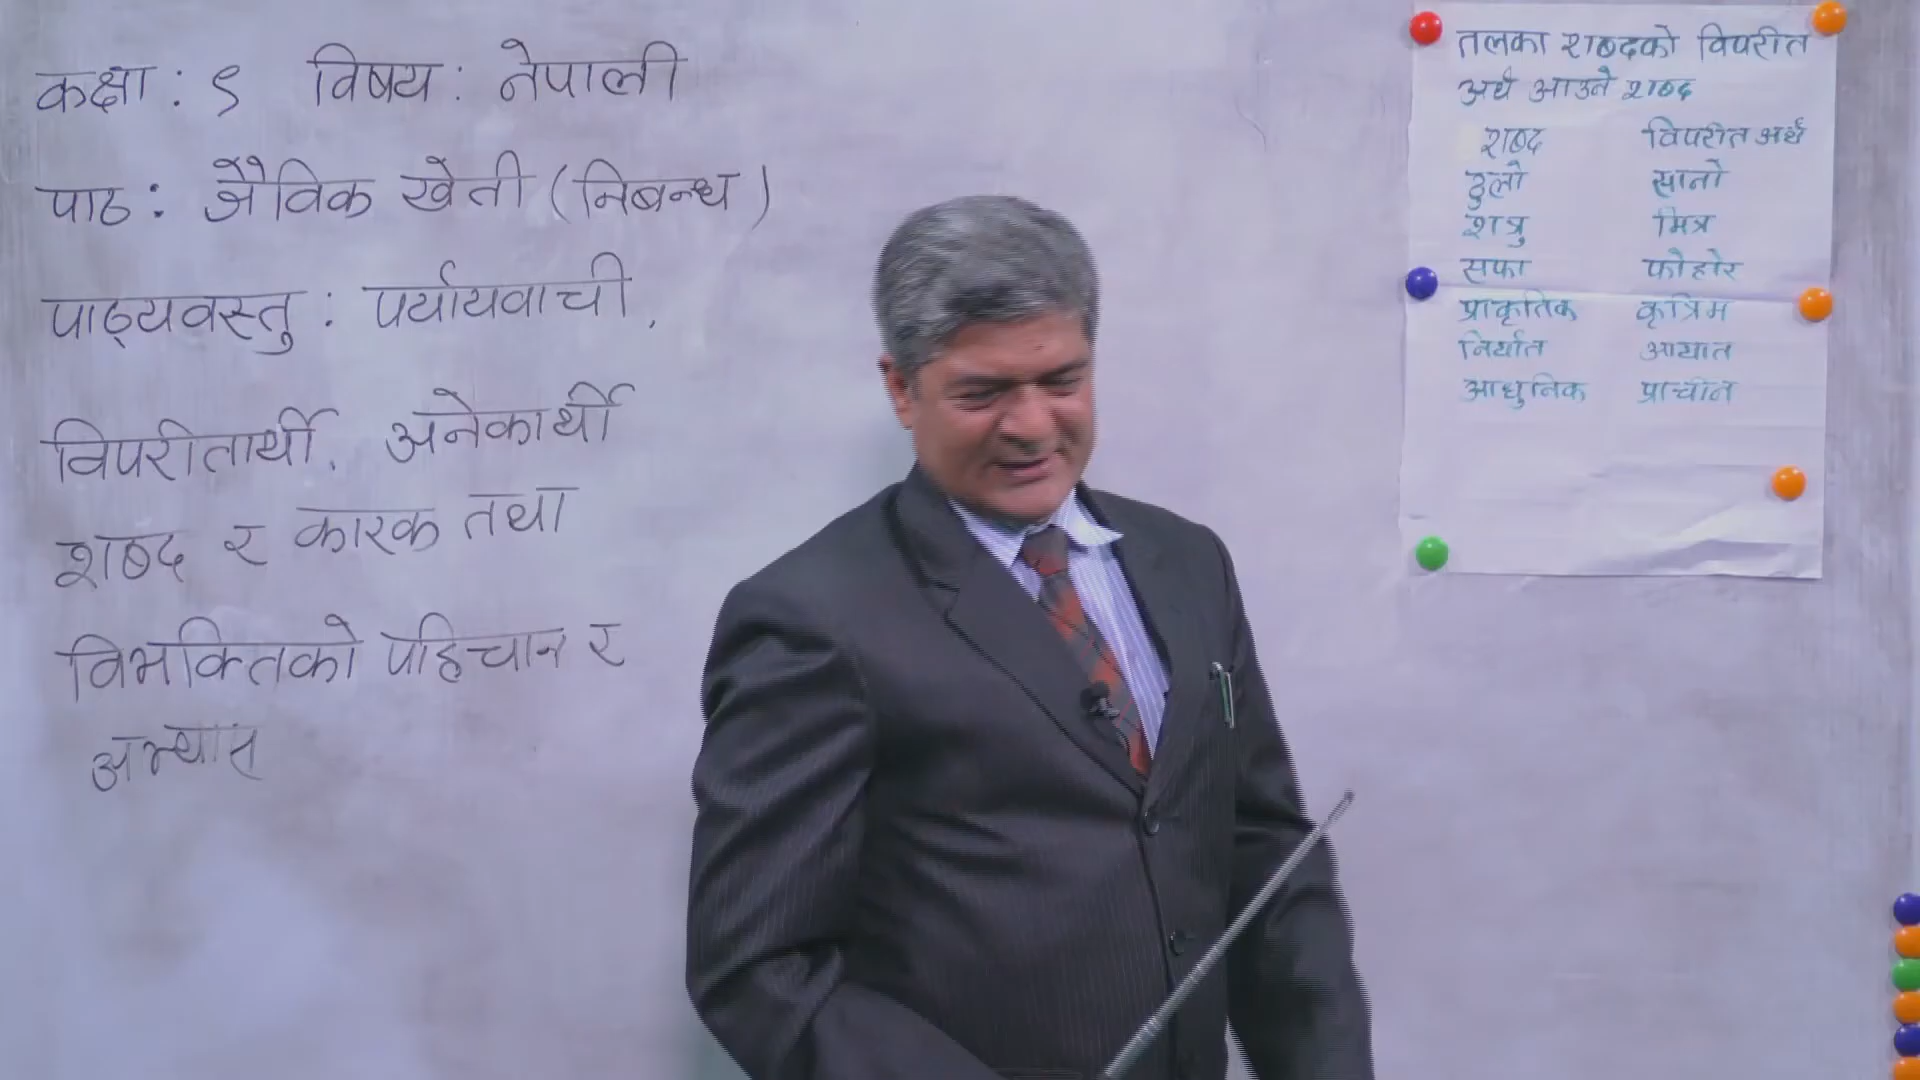 कक्षा : ९ विषय : नेपाली
पाठ : जैविक खेती (निबन्ध)
पाठ्यवस्तु : पर्यायवाची,
विपरीतार्थी, अनेकार्थी
शब्द र कारक तथा
विभक्तिको पहिचान र
अभ्यास
तलका शब्दको विपरीत
अर्थ आउने शब्द
शब्द विपरीत अर्थ
ठुलो सानो
शत्रु मित्र
सफा फोहोर
प्राकृतिक कृत्रिम
निर्यात आयात
आधुनिक प्राचीन